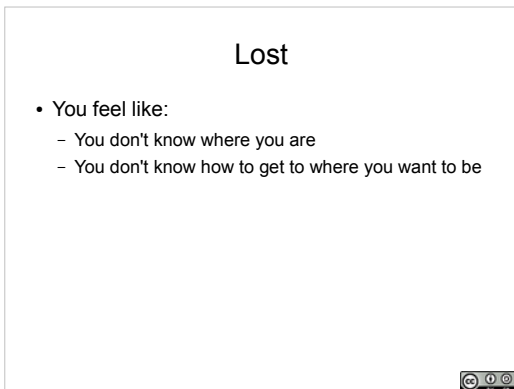 Lost
• You feel like:
– You don't know where you are
– You don't know how to get to where you want to be
cc